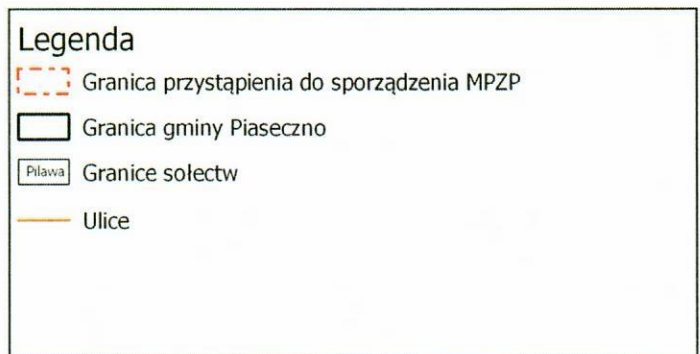 Legenda
Granica przystąpienia do sporządzenia MPZP
Granica gminy Piaseczno
Pilawa Granice sołectw
Ulice